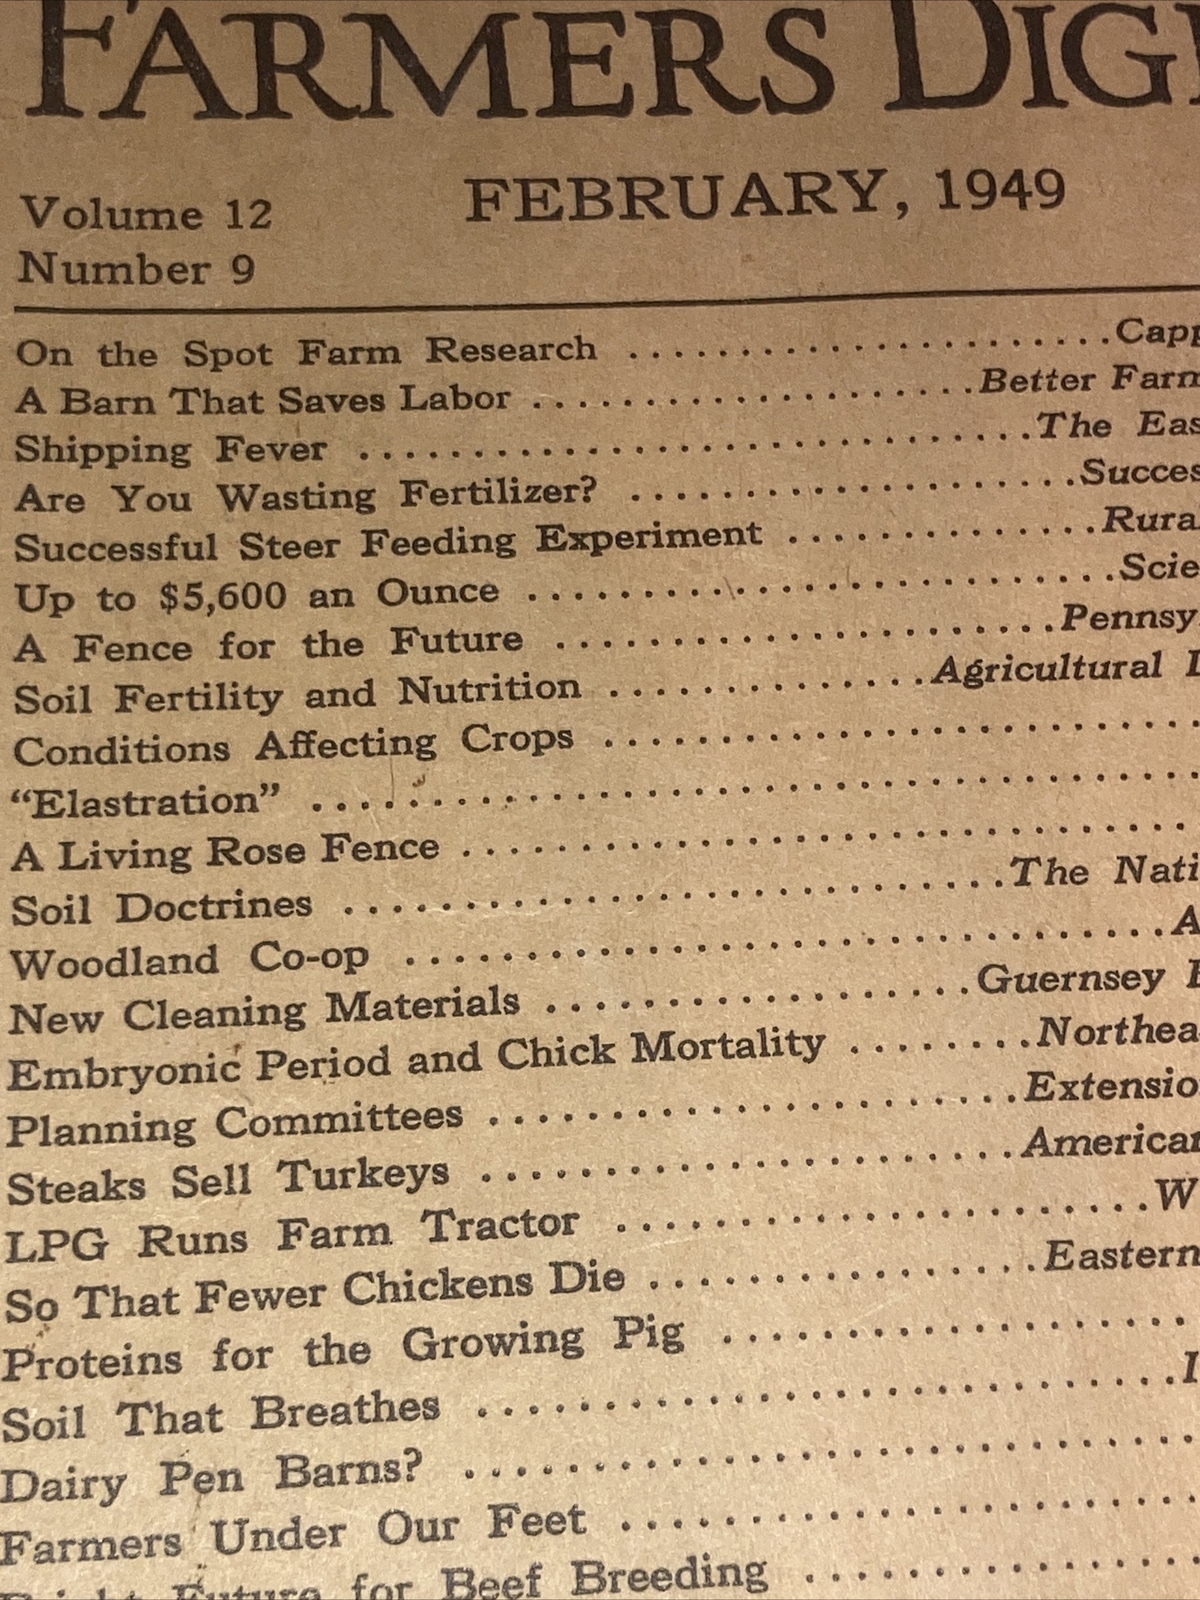 FARMERS DIG
FEBRUARY, 1949
Volume 12
Number 9
On the Spot Farm Research ........................Capp
A Barn That Saves Labor ....................Better Farm
Shipping Fever ..............................The Eas
Are You Wasting Fertilizer? ....................Succes
Successful Steer Feeding Experiment ..............Rura
Up to $5,600 an Ounce ..........................Scie
A Fence for the Future ......................Pennsy
Soil Fertility and Nutrition ..............Agricultural
Conditions Affecting Crops ..........................
“Elastration” .......................................
A Living Rose Fence ................................
Soil Doctrines .............................The Nati
Woodland Co-op .................................A
New Cleaning Materials ...................Guernsey
Embryonic Period and Chick Mortality ........Northea
Planning Committees .......................Extensio
Steaks Sell Turkeys ........................American
LPG Runs Farm Tractor .......................W
So That Fewer Chickens Die .................Eastern
Proteins for the Growing Pig ...................
Soil That Breathes .............................I
Dairy Pen Barns? .............................
Farmers Under Our Feet .......................
Bright Future for Beef Breeding ................